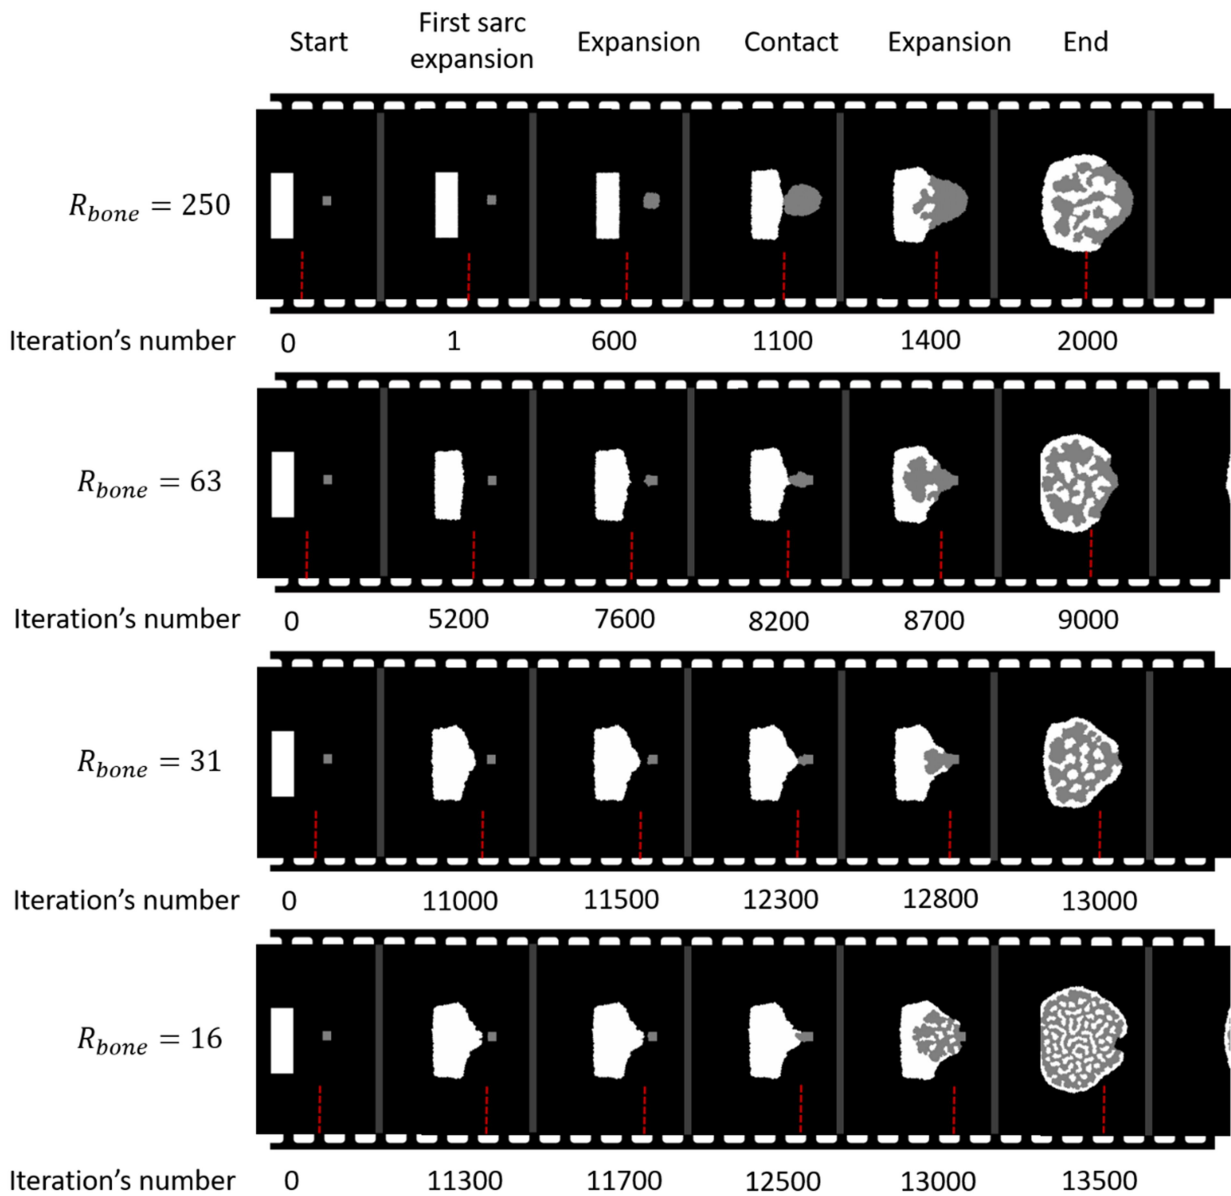 Start First sarc expansion Expansion Contact Expansion End
R_bone = 250
Iteration's number 0 1 600 1100 1400 2000
R_bone = 63
Iteration's number 0 5200 7600 8200 8700 9000
R_bone = 31
Iteration's number 0 11000 11500 12300 12800 13000
R_bone = 16
Iteration's number 0 11300 11700 12500 13000 13500